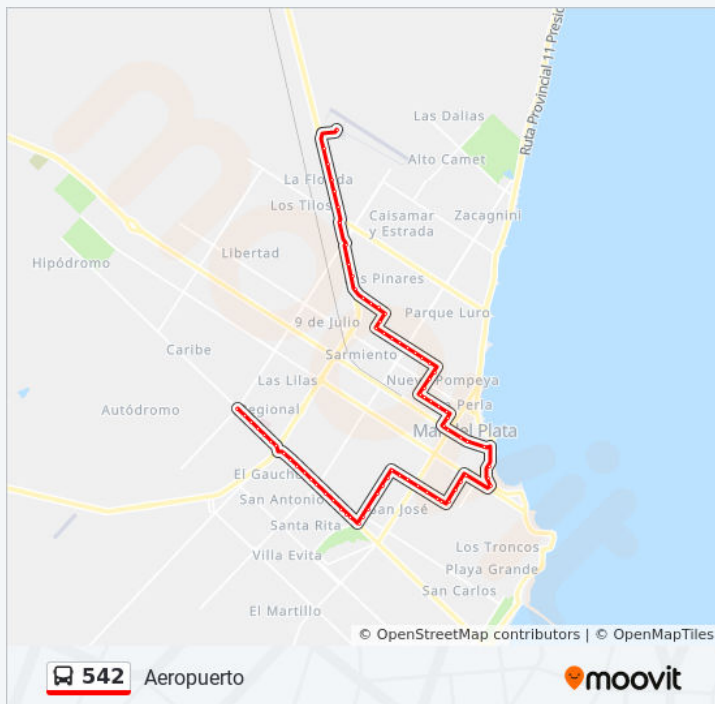 Las Dalias
Ruta Provincial 11 Presid
Alto Camet
La Florida
Los Tilos
Caisamar
y Estrada
Zacagnini
Libertad
Hipódromo
os Pinares
9 de Julio
Parque Luro
Caribe
Sarmiento
Las Lilas
Nueva Pompeya
a Perla
Autódromo
Regional
Mar del Plata
El Gaucho
San Antonio
San José
Santa Rita
Villa Evita
Los Troncos
Playa Grande
San Carlos
El Martillo
© OpenStreetMap contributors | © OpenMapTiles
542 Aeropuerto
moovit